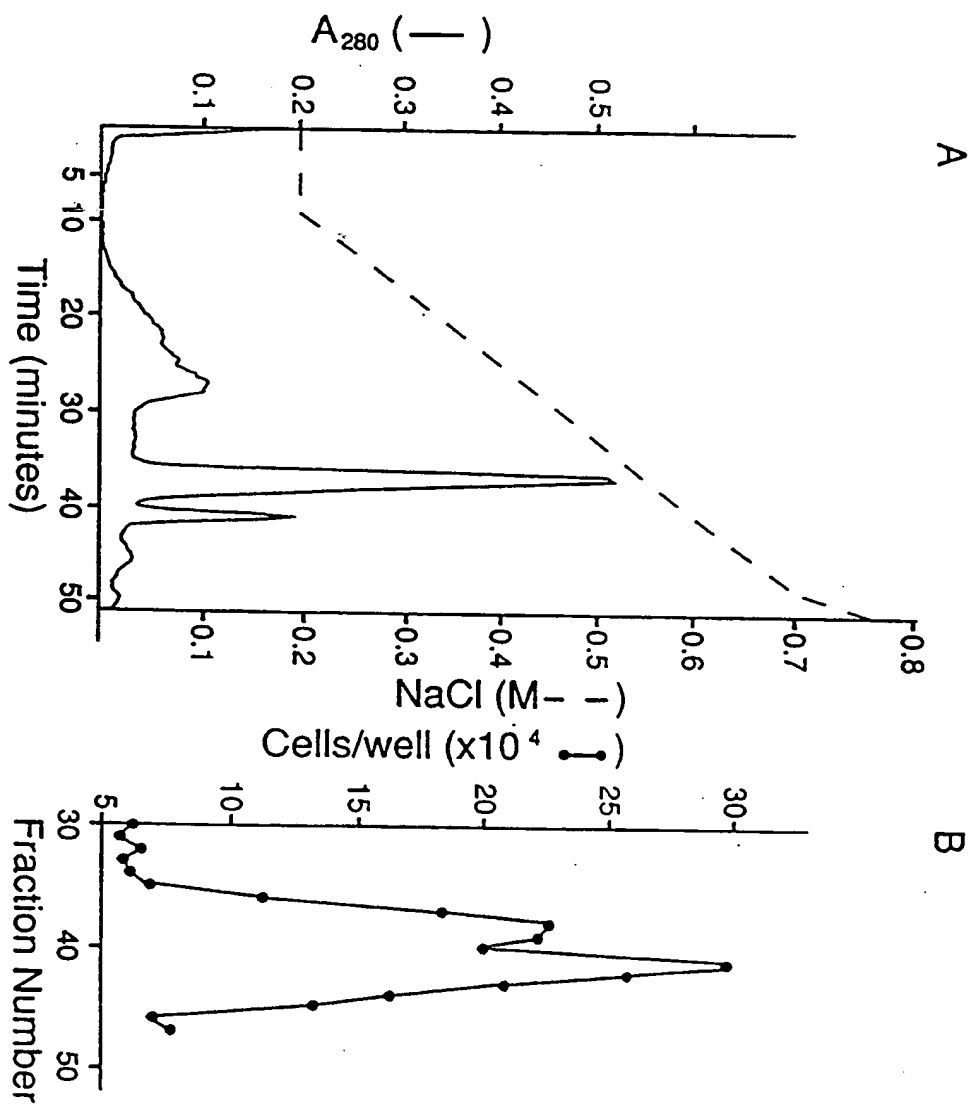 A
A280 (—)
0.1 0.2 0.3 0.4 0.5
5 10 20 30 40 50
Time (minutes)
0.1 0.2 0.3 0.4 0.5 0.6 0.7 0.8
NaCl (M– –)
B
Cells/well (x10 4 •–•)
5 10 15 20 25 30
30 40 50
Fraction Number